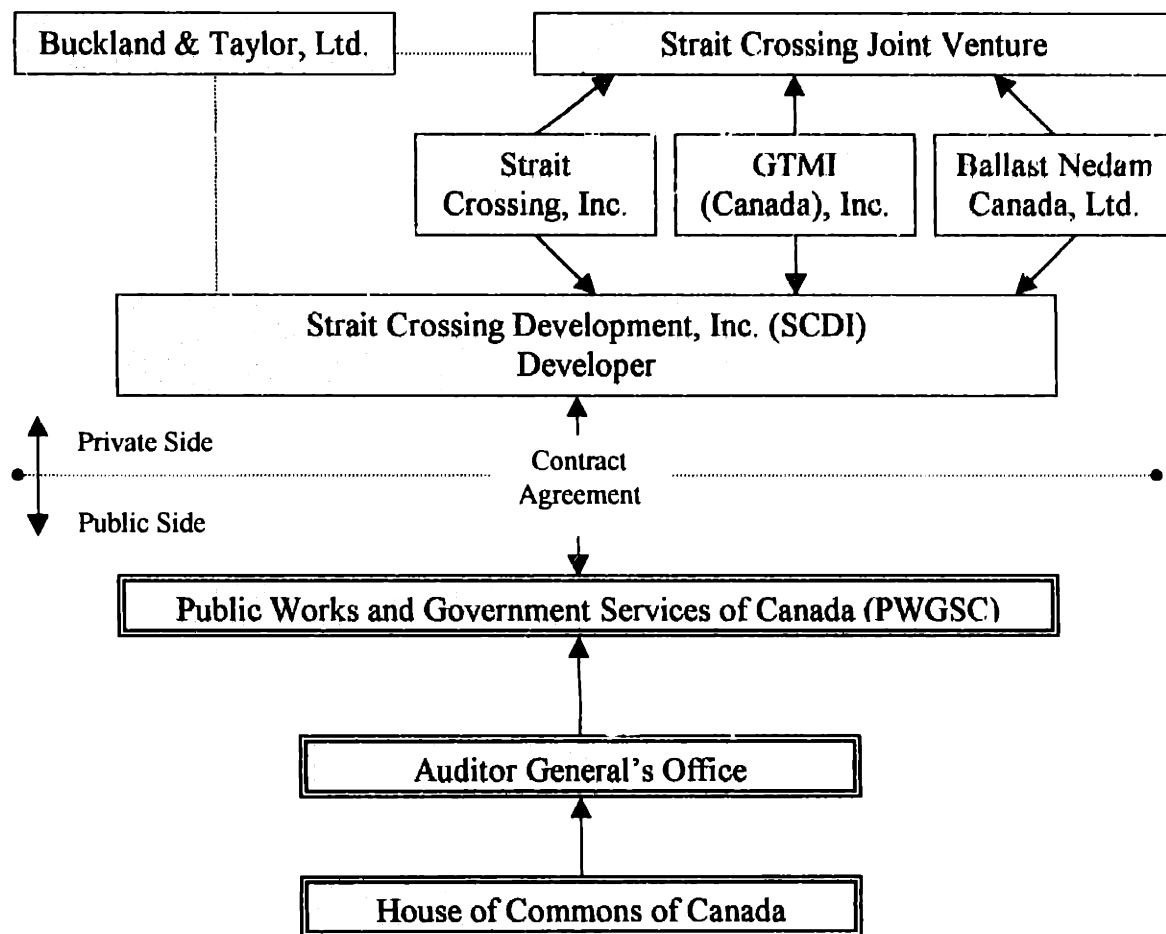 Buckland & Taylor, Ltd.
Strait Crossing Joint Venture
Strait
Crossing, Inc.
GTMI
(Canada), Inc.
Ballast Nedam
Canada, Ltd.
Strait Crossing Development, Inc. (SCDI)
Developer
Private Side
Contract
Agreement
Public Side
Public Works and Government Services of Canada (PWGSC)
Auditor General's Office
House of Commons of Canada